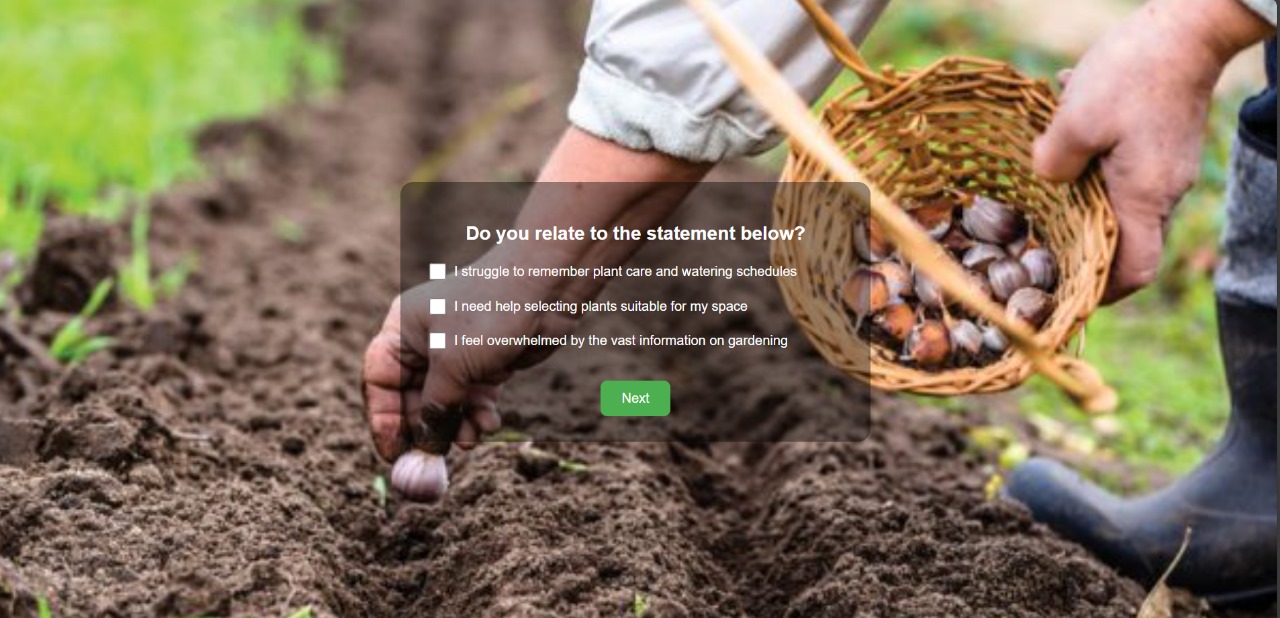 Do you relate to the statement below?
I struggle to remember plant care and watering schedules
I need help selecting plants suitable for my space
I feel overwhelmed by the vast information on gardening
Next